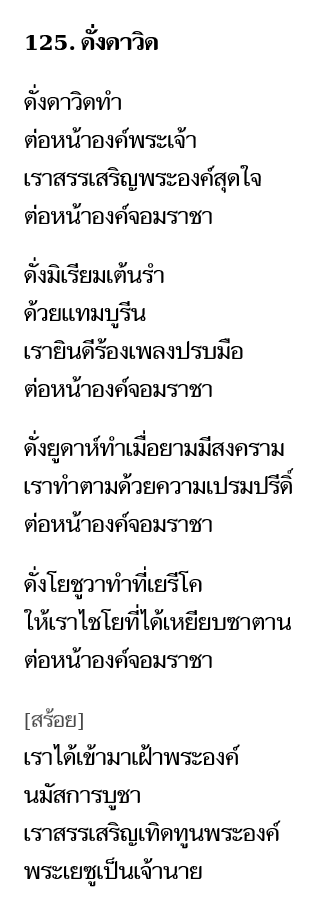 125. ดั่งดาวิด
ดั่งดาวิดทำ
ต่อหน้าองค์พระเจ้า
เราสรรเสริญพระองค์สุดใจ
ต่อหน้าองค์จอมราชา
ดั่งมิเรียมเต้นรำ
ด้วยแทมบูรีน
เรายินดีร้องเพลงปรบมือ
ต่อหน้าองค์จอมราชา
ดั่งยูดาห์ทำเมื่อยามมีสงคราม
เราทำตามด้วยความเปรมปรีดิ์
ต่อหน้าองค์จอมราชา
ดั่งโยชูวาทำที่เยรีโค
ให้เราไชโยที่ได้เหยียบซาตาน
ต่อหน้าองค์จอมราชา
[สร้อย]
เราได้เข้ามาเฝ้าพระองค์
นมัสการบูชา
เราสรรเสริญเทิดทูนพระองค์
พระเยซูเป็นเจ้านาย